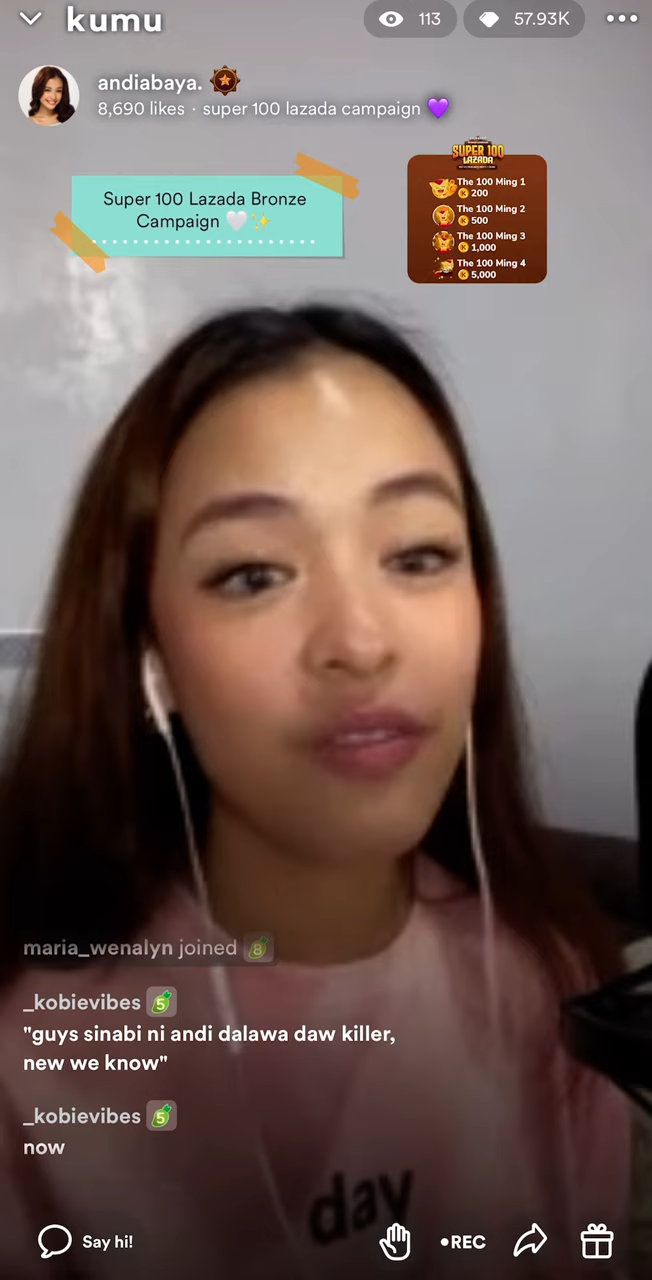 kumu
113
57.93K
andiabaya.
8,690 likes · super 100 lazada campaign 💜
Super 100 Lazada Bronze
Campaign 🤍✨
SUPER 100
LAZADA
The 100 Ming 1
K 200
The 100 Ming 2
K 500
The 100 Ming 3
K 1,000
The 100 Ming 4
K 5,000
maria_wenalyn joined 8
_kobievibes 5
"guys sinabi ni andi dalawa daw killer,
new we know"
_kobievibes 5
now
day
Say hi!
•REC